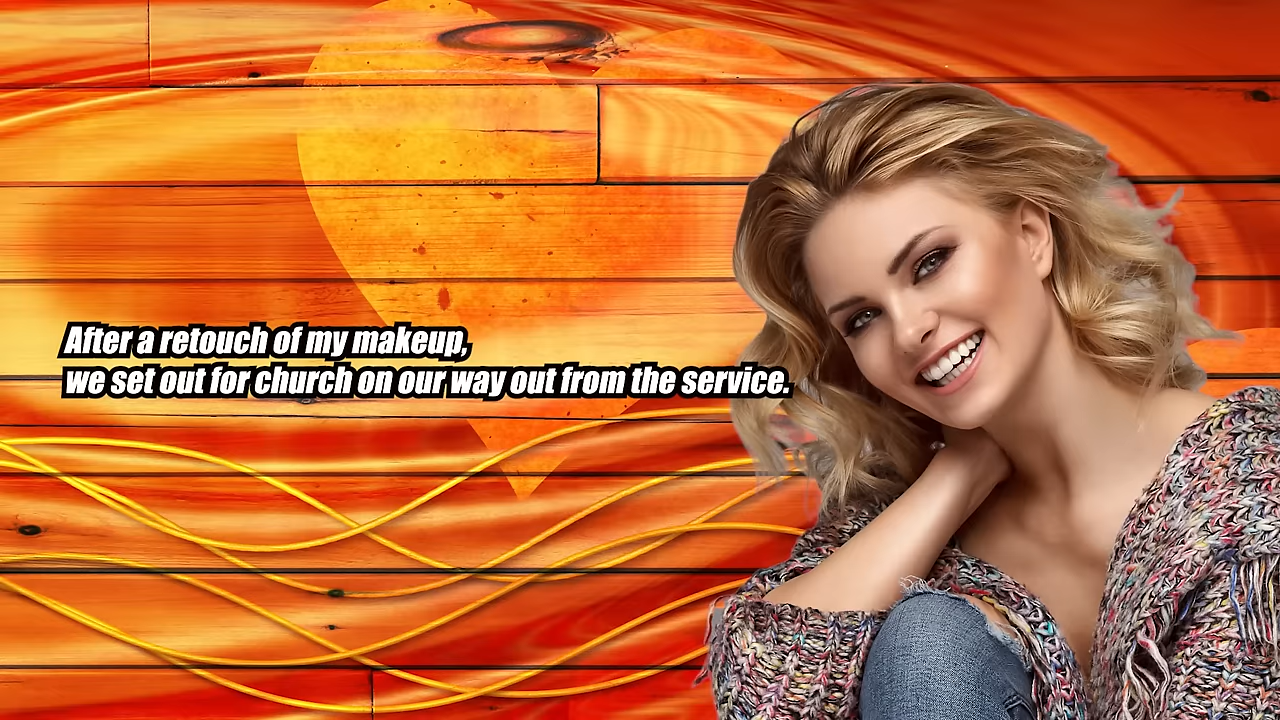 After a retouch of my makeup,
we set out for church on our way out from the service.